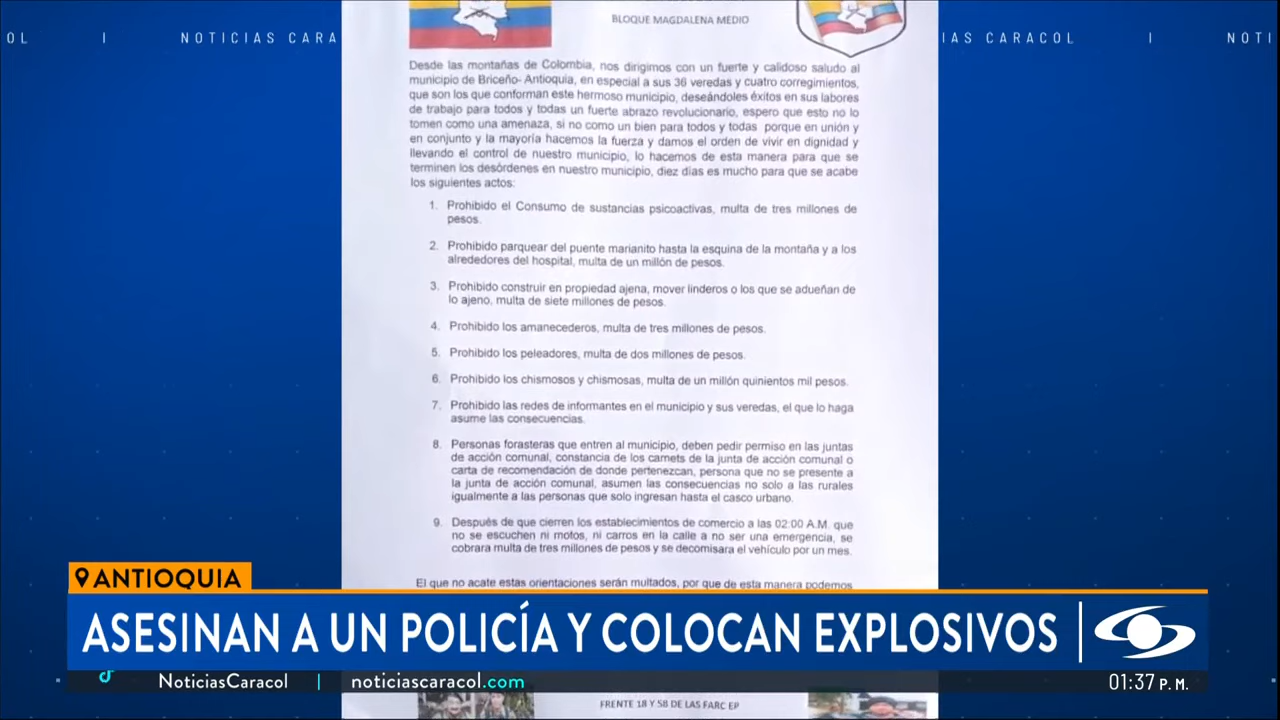 OL | NOTICIAS CARA
IAS CARACOL | NOTI
BLOQUE MAGDALENA MEDIO
Desde las montañas de Colombia, nos dirigimos con un fuerte y calidoso saludo al
municipio de Briceño- Antioquia, en especial a sus 36 veredas y cuatro corregimientos,
que son los que conforman este hermoso municipio, deseándoles éxitos en sus labores
de trabajo para todos y todas un fuerte abrazo revolucionario, espero que esto no lo
tomen como una amenaza, si no como un bien para todos y todas porque en unión y
en conjunto y la mayoría hacemos la fuerza y damos el orden de vivir en dignidad y
llevando el control de nuestro municipio, lo hacemos de esta manera para que se
terminen los desórdenes en nuestro municipio, diez días es mucho para que se acabe
los siguientes actos:
1. Prohibido el Consumo de sustancias psicoactivas, multa de tres millones de
pesos.
2. Prohibido parquear del puente marianito hasta la esquina de la montaña y a los
alrededores del hospital, multa de un millón de pesos.
3. Prohibido construir en propiedad ajena, mover linderos o los que se adueñan de
lo ajeno, multa de siete millones de pesos.
4. Prohibido los amanecederos, multa de tres millones de pesos.
5. Prohibido los peleadores, multa de dos millones de pesos.
6. Prohibido los chismosos y chismosas, multa de un millón quinientos mil pesos.
7. Prohibido las redes de informantes en el municipio y sus veredas, el que lo haga
asume las consecuencias.
8. Personas forasteras que entren al municipio, deben pedir permiso en las juntas
de acción comunal, constancia de los carnets de la junta de acción comunal o
carta de recomendación de donde pertenezcan, persona que no se presente a
la junta de acción comunal, asumen las consecuencias no solo a las rurales
igualmente a las personas que solo ingresan hasta el casco urbano.
9. Después de que cierren los establecimientos de comercio a las 02:00 A.M. que
no se escuchen ni motos, ni carros en la calle a no ser una emergencia, se
cobrara multa de tres millones de pesos y se decomisara el vehículo por un mes.
El que no acate estas orientaciones serán multados, por que de esta manera podemos
ANTIOQUIA
ASESINAN A UN POLICÍA Y COLOCAN EXPLOSIVOS
NoticiasCaracol | noticiascaracol.com
01:37 P. M.
FRENTE 18 Y 58 DE LAS FARC EP